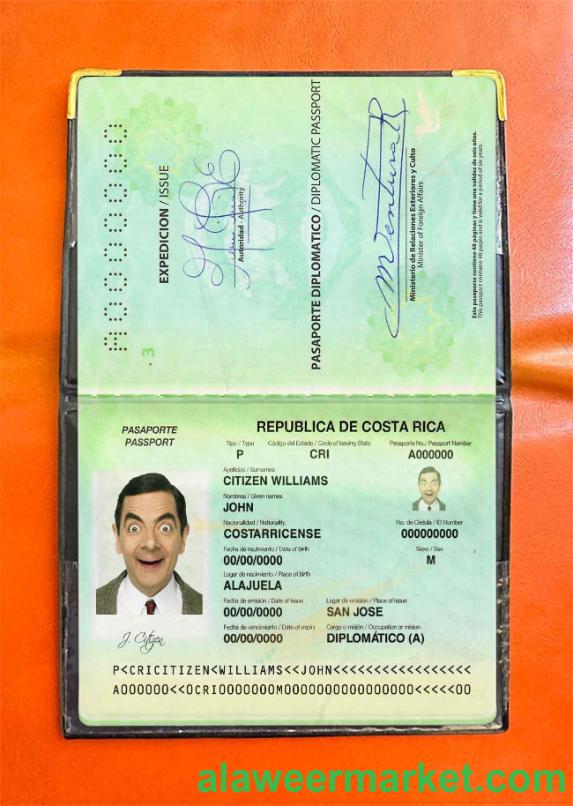 A000000
.3
EXPEDICION / ISSUE
Autoridad - Authority
PASAPORTE DIPLOMATICO / DIPLOMATIC PASSPORT
Ministerio de Relaciones Exteriores y Culto
Minister of Foreign Affairs
Este pasaporte contiene 48 páginas y tiene una validez de seis años.
This passport contains 48 pages and is valid for a period of six years.
PASAPORTE
PASSPORT
REPUBLICA DE COSTA RICA
Tipo / Type Código del Estado / Code of Issuing State Pasaporte No./ Passport Number
P CRI A000000
Apellidos / Surnames
CITIZEN WILLIAMS
Nombres / Given names
JOHN
Nacionalidad / Nationality No. de Cédula / ID Number
COSTARRICENSE 000000000
Fecha de nacimiento / Date of birth Sexo / Sex
00/00/0000 M
Lugar de nacimiento / Place of birth
ALAJUELA
Fecha de emisión / Date of issue Lugar de emisión / Place of issue
00/00/0000 SAN JOSE
Fecha de vencimiento / Date of expiry Cargo o misión / Occupation or mision
00/00/0000 DIPLOMÁTICO (A)
J. Citizen
P<CRICITIZEN<WILLIAMS<<JOHN<<<<<<<<<<<<<<<<<
A000000<<0CRI0000000M0000000000000000<<<<<00
alaweermarket.com